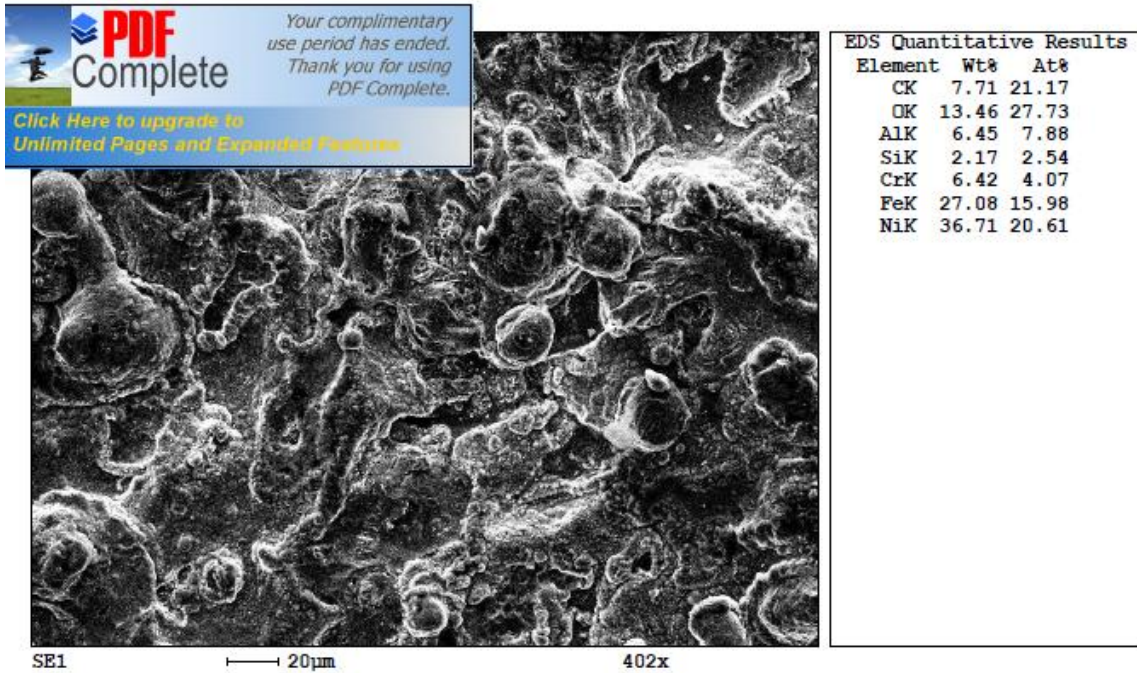 PDF
Complete
Your complimentary
use period has ended.
Thank you for using
PDF Complete.
Click Here to upgrade to
Unlimited Pages and Expanded Features
EDS Quantitative Results
Element Wt% At%
CK 7.71 21.17
OK 13.46 27.73
AlK 6.45 7.88
SiK 2.17 2.54
CrK 6.42 4.07
FeK 27.08 15.98
NiK 36.71 20.61
SE1 20µm 402x